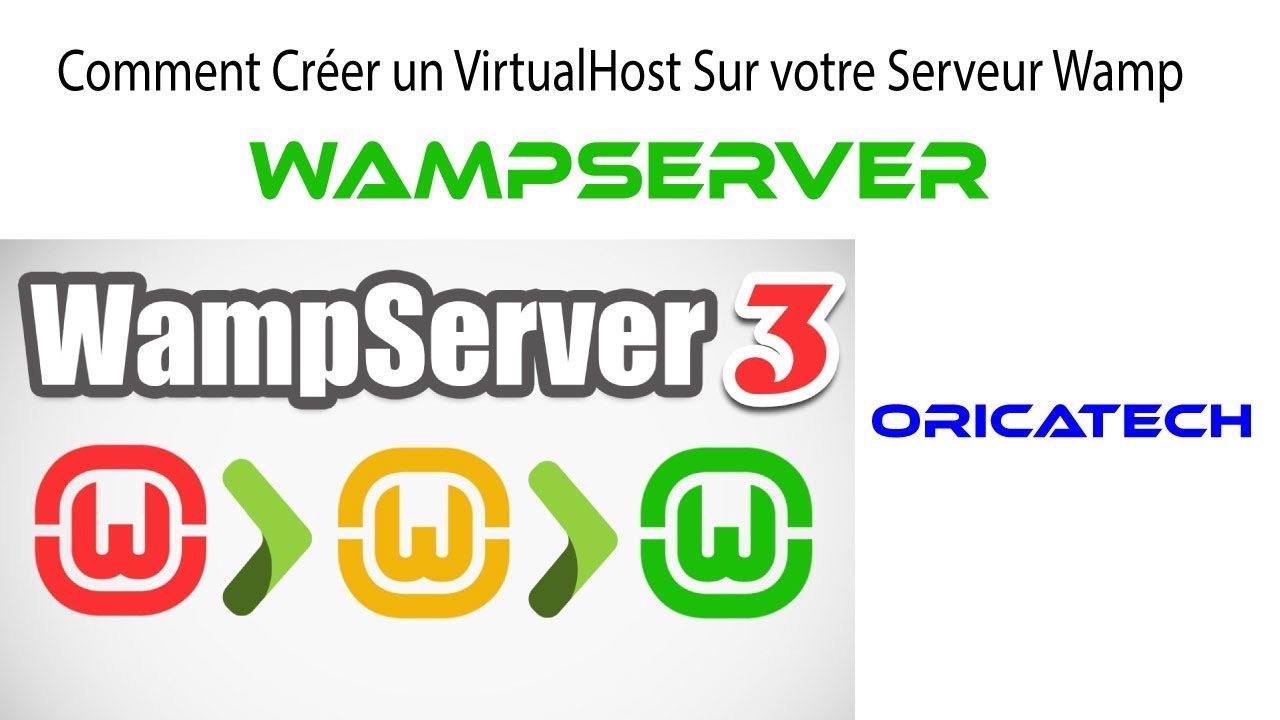 Comment Créer un VirtualHost Sur votre Serveur Wamp
WAMPSERVER
WampServer 3
ORICATECH
W W W